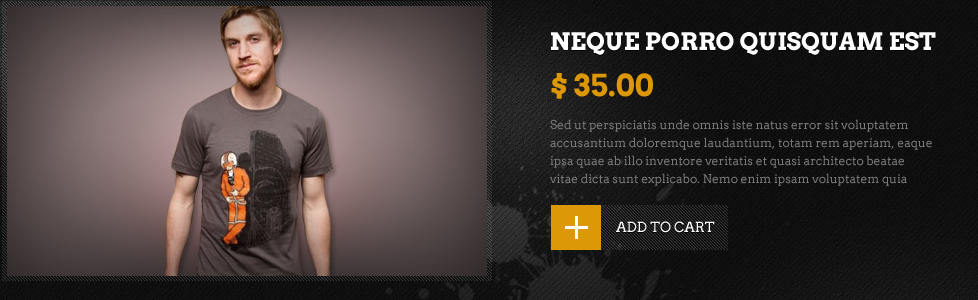 NEQUE PORRO QUISQUAM EST
$ 35.00
Sed ut perspiciatis unde omnis iste natus error sit voluptatem
accusantium doloremque laudantium, totam rem aperiam, eaque
ipsa quae ab illo inventore veritatis et quasi architecto beatae
vitae dicta sunt explicabo. Nemo enim ipsam voluptatem quia
ADD TO CART